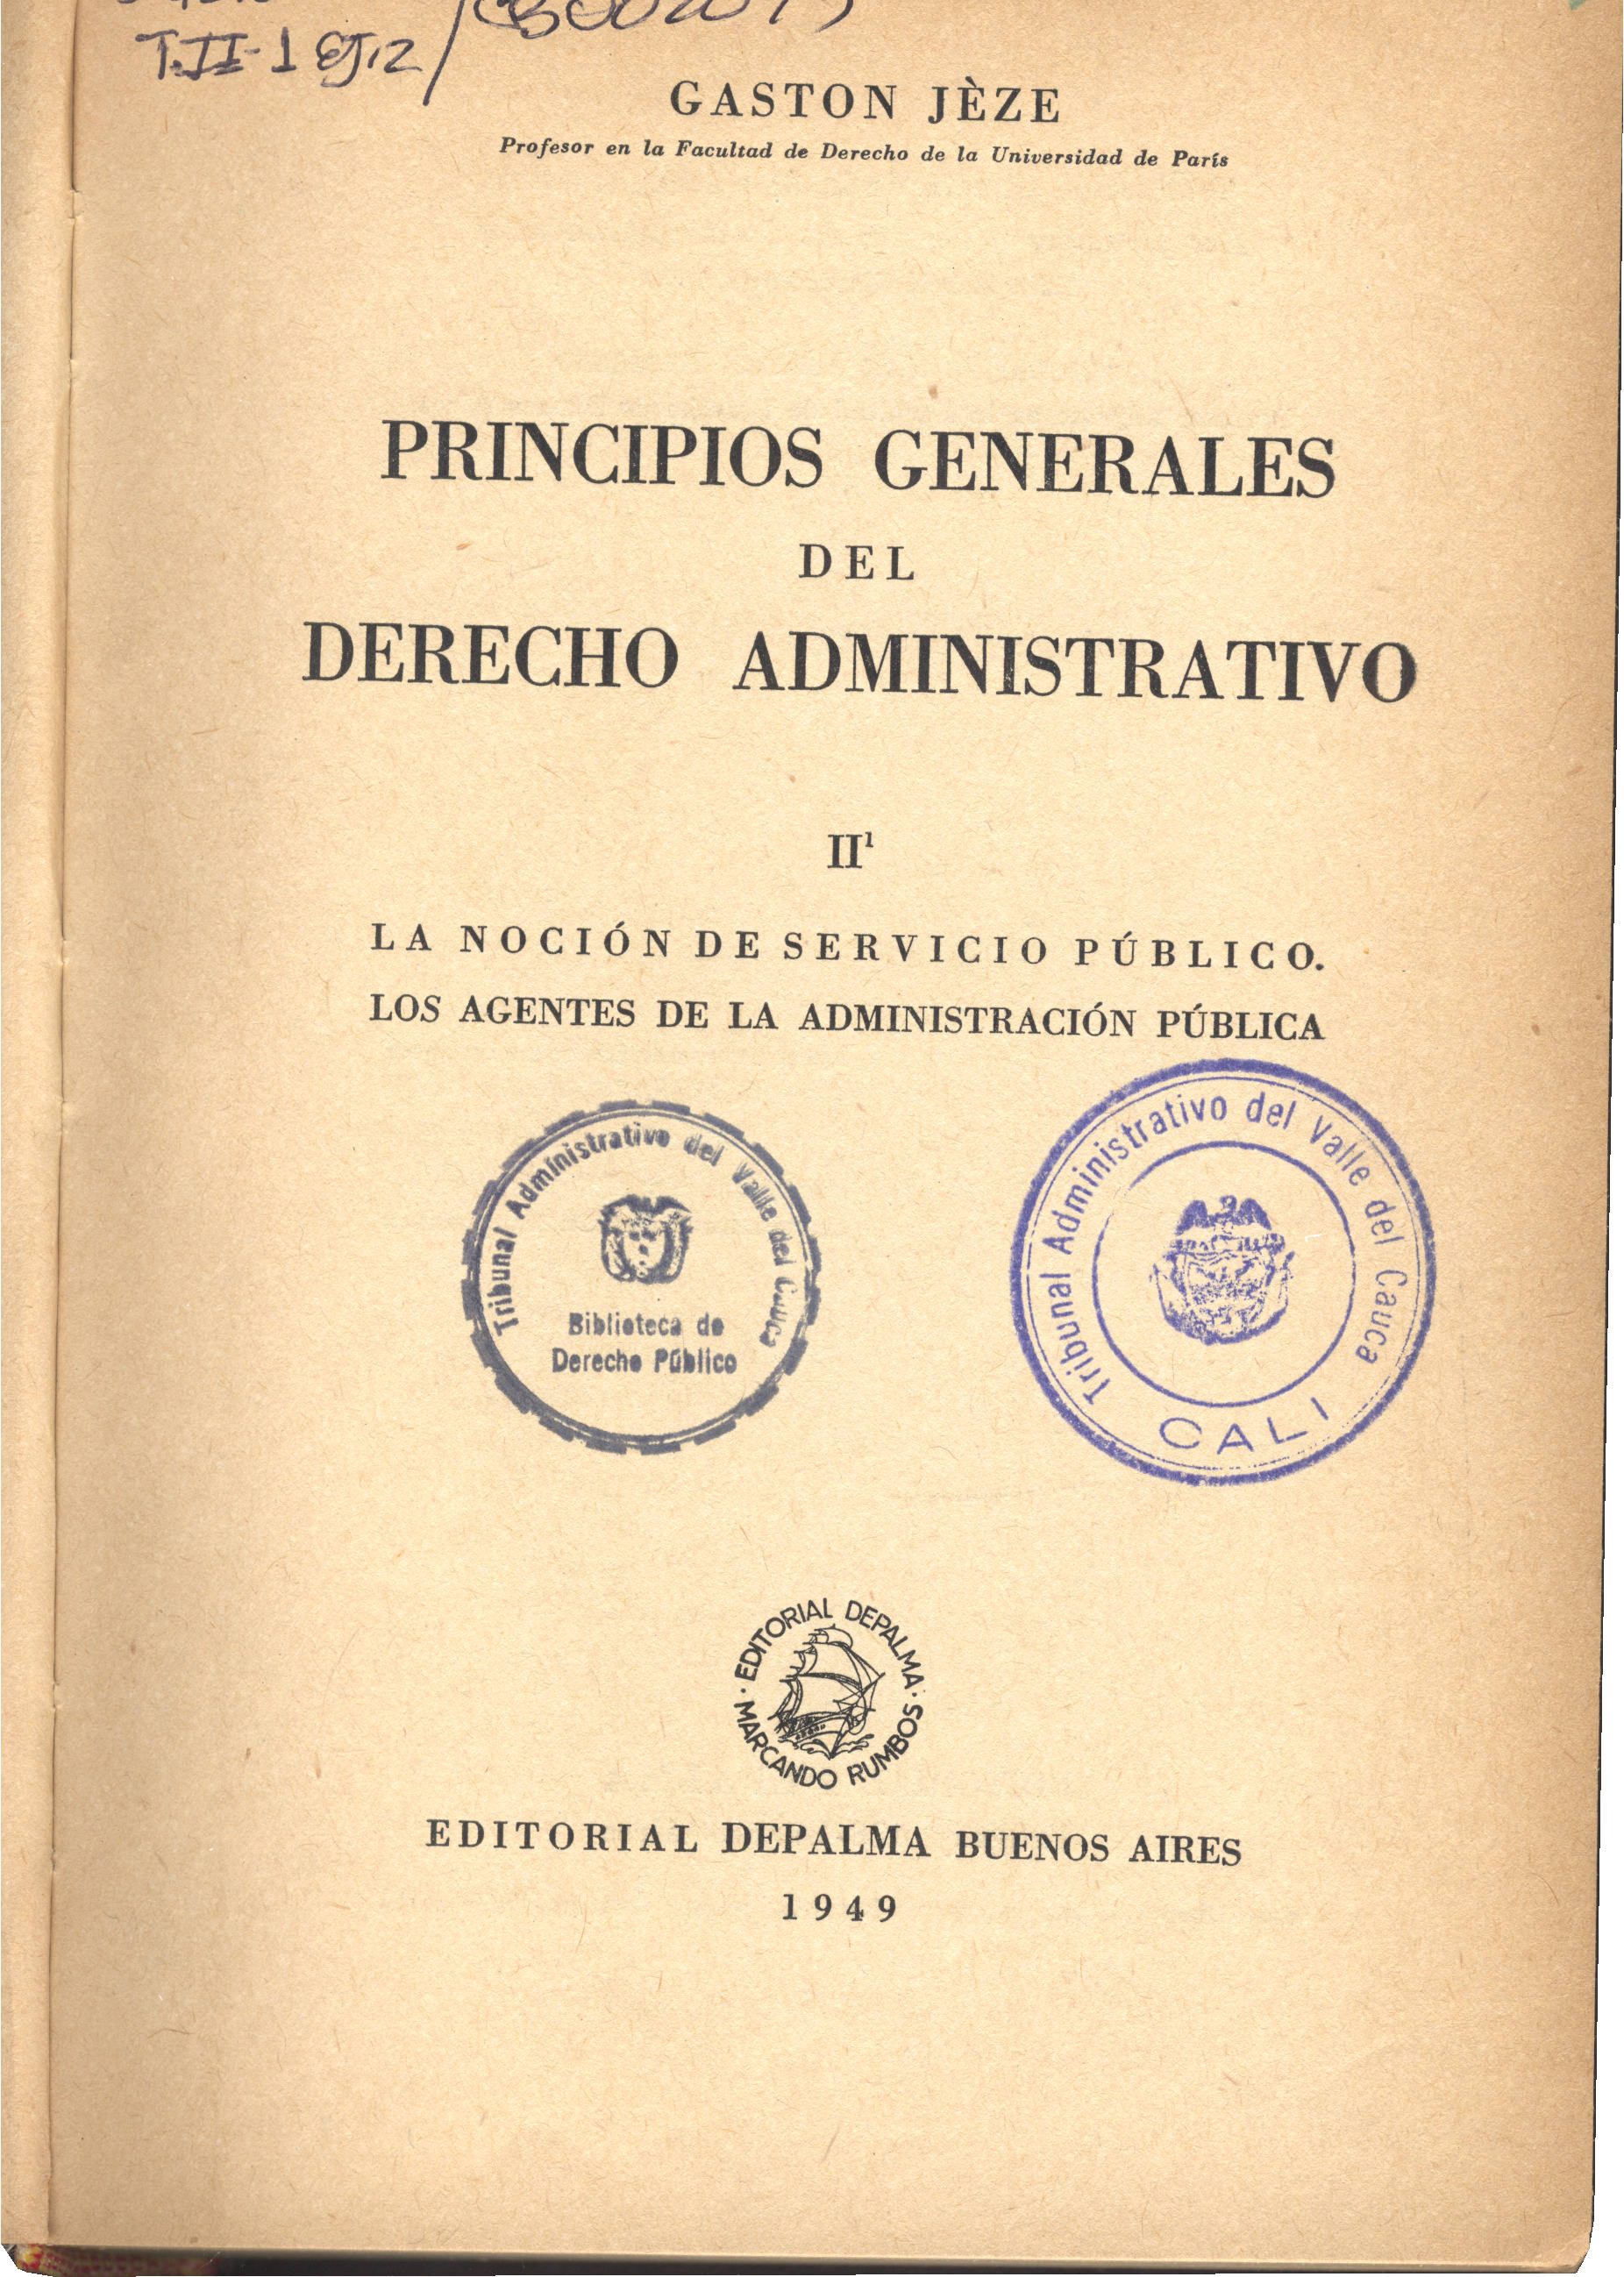 T.II-1 EJ.2
GASTON JÈZE
Profesor en la Facultad de Derecho de la Universidad de París
PRINCIPIOS GENERALES
DEL
DERECHO ADMINISTRATIVO
II¹
LA NOCIÓN DE SERVICIO PÚBLICO.
LOS AGENTES DE LA ADMINISTRACIÓN PÚBLICA
Tribunal Administrativo del Valle del Cauca
Biblioteca de
Derecho Público
Tribunal Administrativo del Valle del Cauca
CALI
· EDITORIAL DEPALMA ·
MARCANDO RUMBOS
EDITORIAL DEPALMA BUENOS AIRES
1949